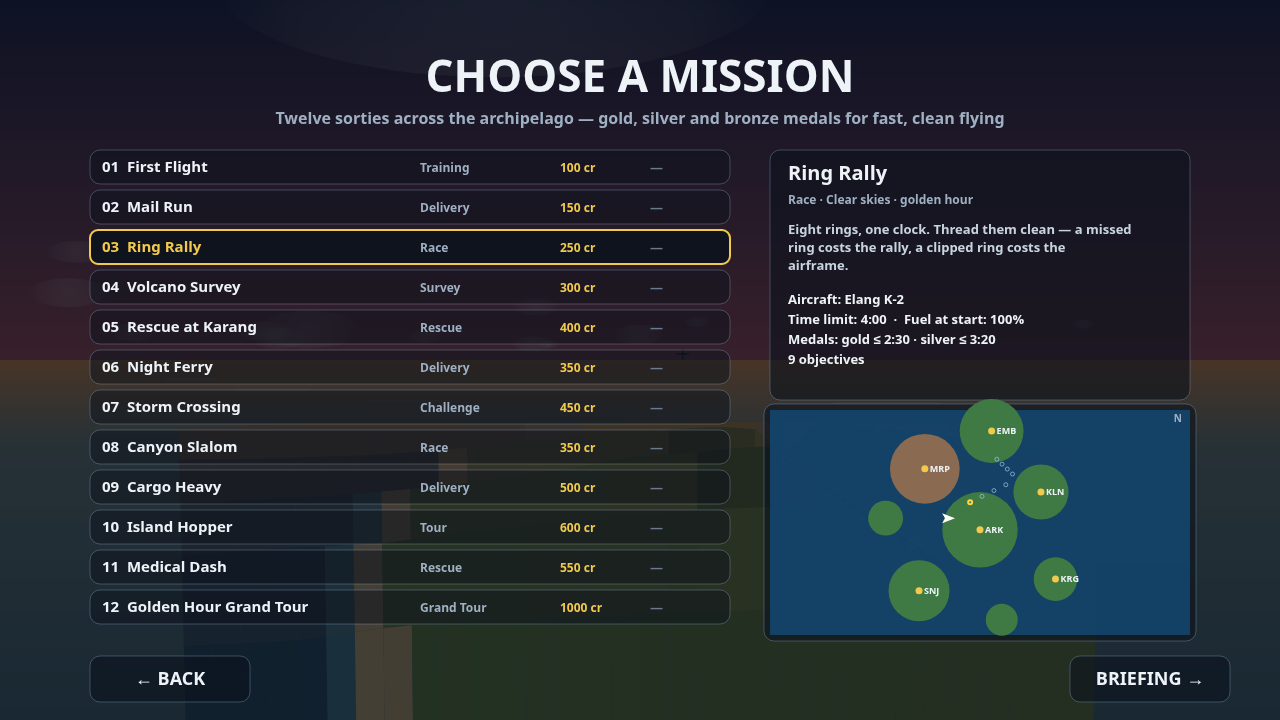 CHOOSE A MISSION
Twelve sorties across the archipelago — gold, silver and bronze medals for fast, clean flying
01 First Flight Training 100 cr —
02 Mail Run Delivery 150 cr —
03 Ring Rally Race 250 cr —
04 Volcano Survey Survey 300 cr —
05 Rescue at Karang Rescue 400 cr —
06 Night Ferry Delivery 350 cr —
07 Storm Crossing Challenge 450 cr —
08 Canyon Slalom Race 350 cr —
09 Cargo Heavy Delivery 500 cr —
10 Island Hopper Tour 600 cr —
11 Medical Dash Rescue 550 cr —
12 Golden Hour Grand Tour Grand Tour 1000 cr —
Ring Rally
Race · Clear skies · golden hour
Eight rings, one clock. Thread them clean — a missed
ring costs the rally, a clipped ring costs the
airframe.
Aircraft: Elang K-2
Time limit: 4:00 · Fuel at start: 100%
Medals: gold ≤ 2:30 · silver ≤ 3:20
9 objectives
N
EMB
MRP
KLN
ARK
KRG
SNJ
← BACK
BRIEFING →